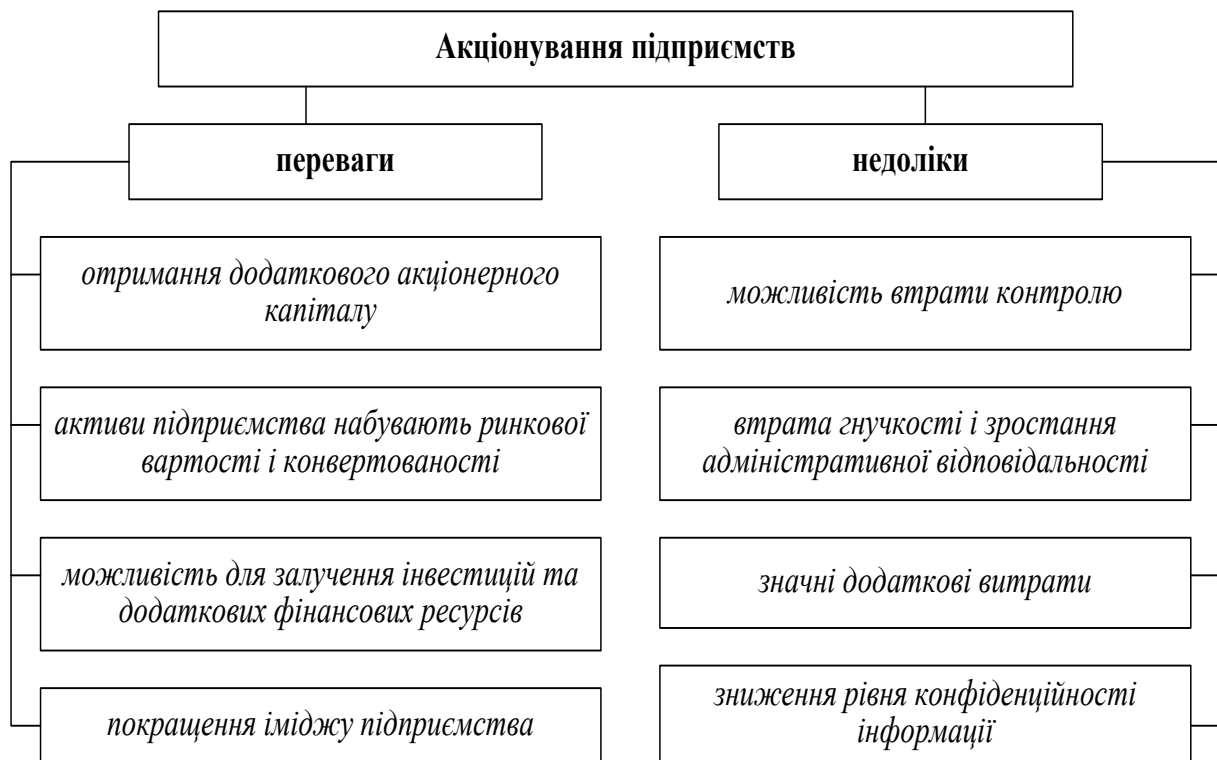 Акціонування підприємств
переваги
недоліки
отримання додаткового акціонерного
капіталу
активи підприємства набувають ринкової
вартості і конвертованості
можливість для залучення інвестицій та
додаткових фінансових ресурсів
покращення іміджу підприємства
можливість втрати контролю
втрата гнучкості і зростання
адміністративної відповідальності
значні додаткові витрати
зниження рівня конфіденційності
інформації